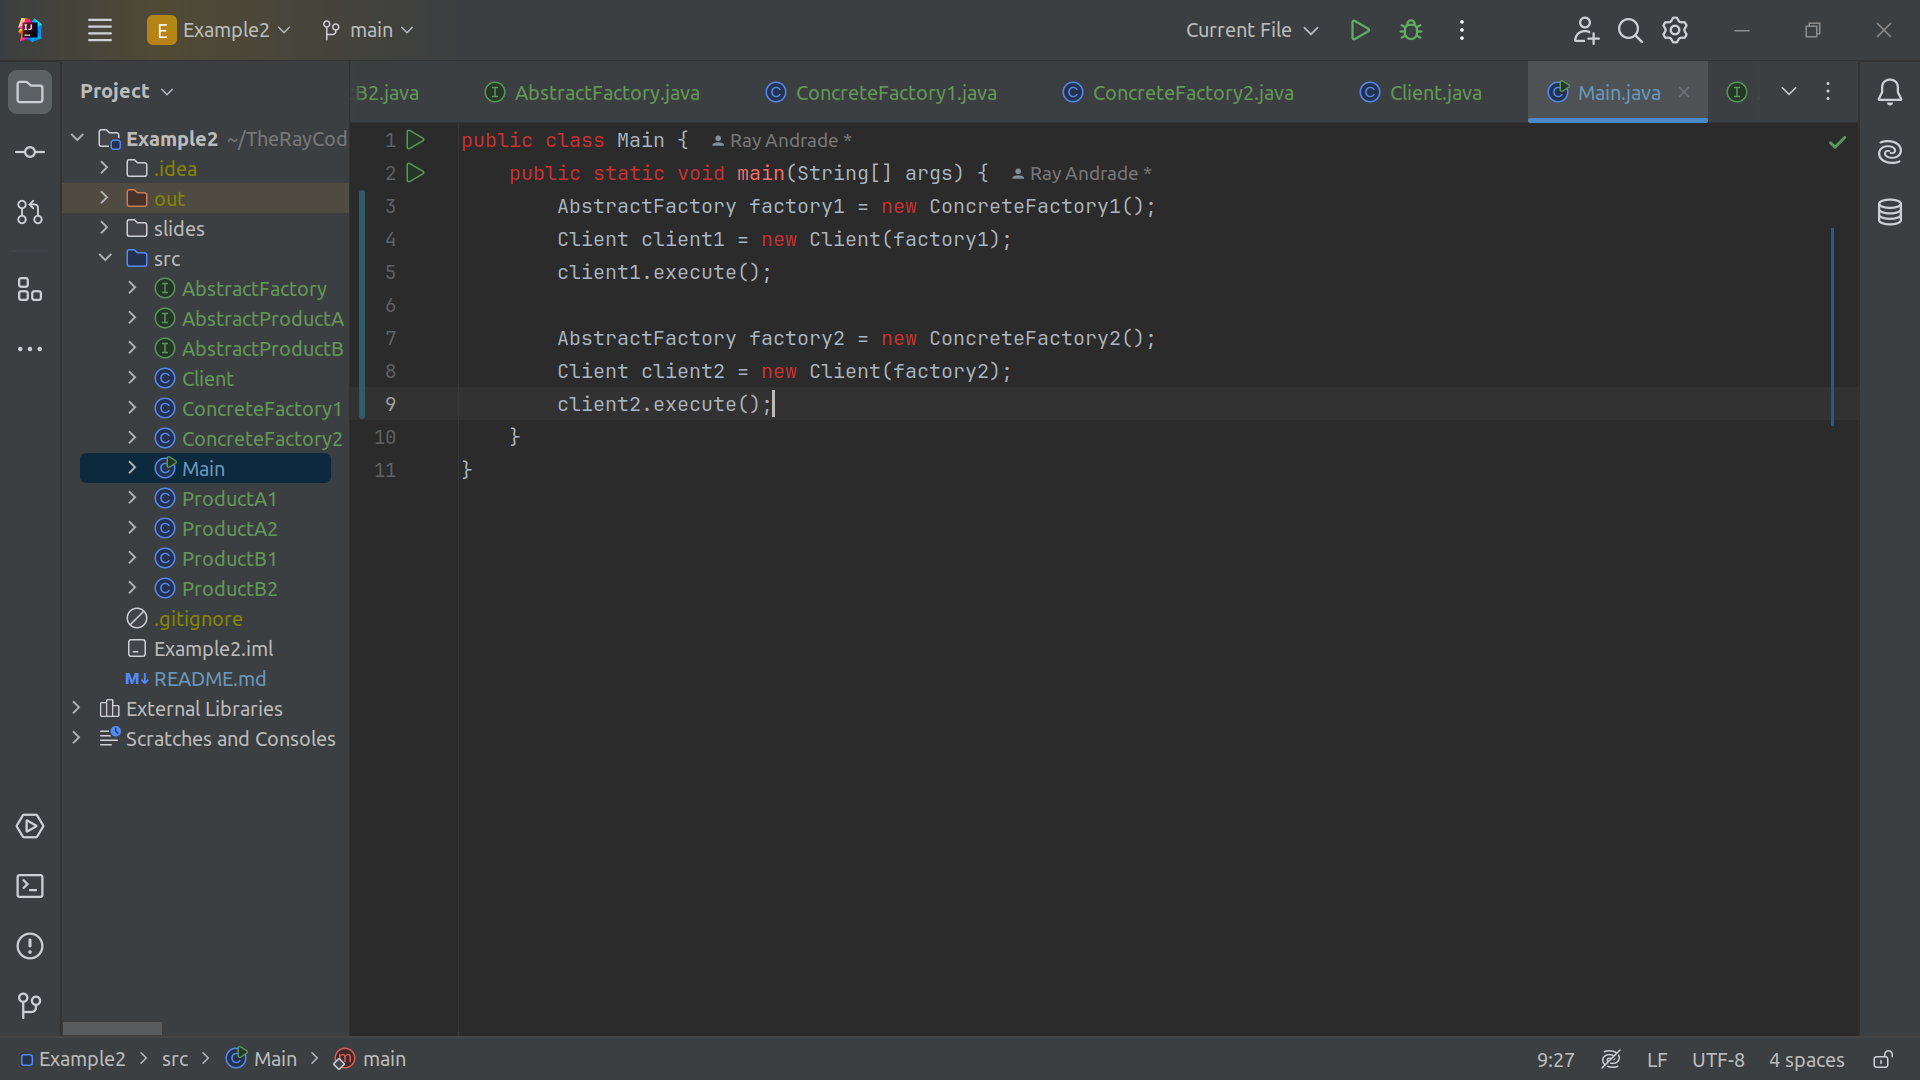 E Example2 main Current File
Project
B2.java AbstractFactory.java ConcreteFactory1.java ConcreteFactory2.java Client.java Main.java
Example2 ~/TheRayCod
.idea
out
slides
src
AbstractFactory
AbstractProductA
AbstractProductB
Client
ConcreteFactory1
ConcreteFactory2
Main
ProductA1
ProductA2
ProductB1
ProductB2
.gitignore
Example2.iml
M↓ README.md
External Libraries
Scratches and Consoles
1 public class Main { Ray Andrade *
2 public static void main(String[] args) { Ray Andrade *
3 AbstractFactory factory1 = new ConcreteFactory1();
4 Client client1 = new Client(factory1);
5 client1.execute();
6
7 AbstractFactory factory2 = new ConcreteFactory2();
8 Client client2 = new Client(factory2);
9 client2.execute();
10 }
11 }
Example2 > src > Main > main 9:27 LF UTF-8 4 spaces